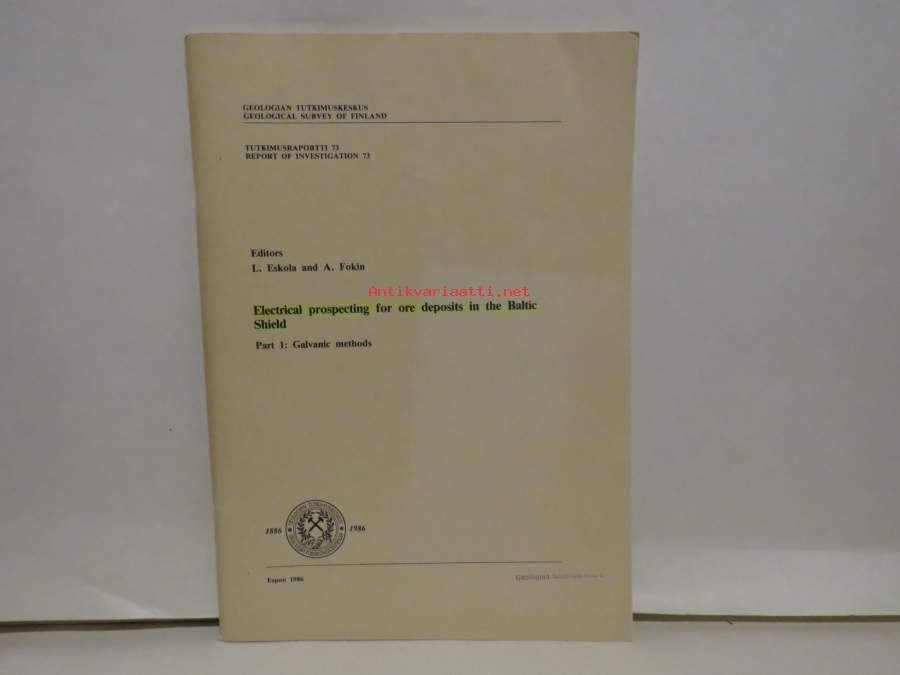 GEOLOGIAN TUTKIMUSKESKUS
GEOLOGICAL SURVEY OF FINLAND
TUTKIMUSRAPORTTI 73
REPORT OF INVESTIGATION 73
Editors
L. Eskola and A. Fokin
Antikvariaatti.net
Electrical prospecting for ore deposits in the Baltic
Shield
Part 1: Galvanic methods
1886 1986
Espoo 1986
Geologian